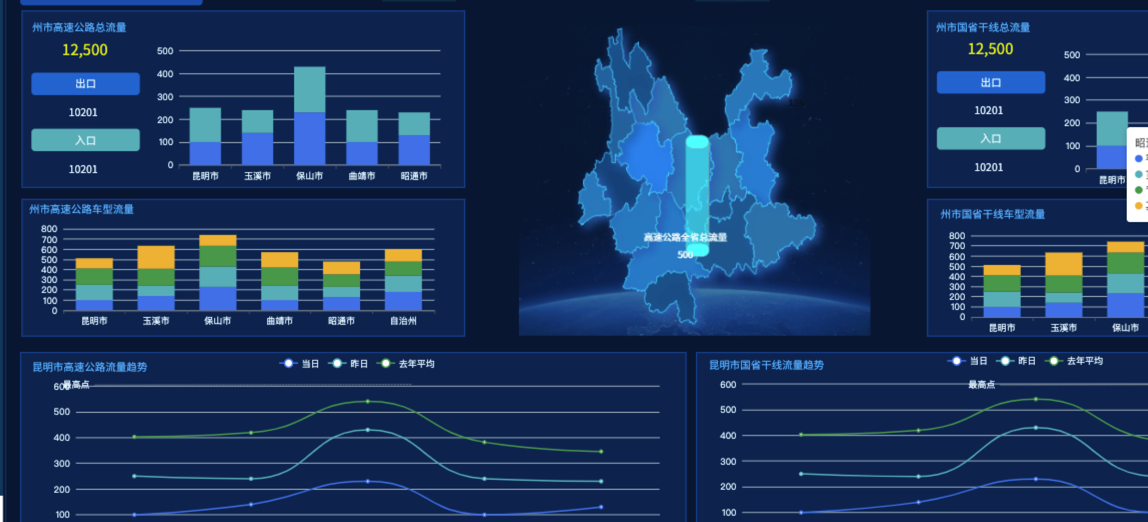 州市高速公路总流量
12,500
出口
10201
入口
10201
500
400
300
200
100
0
昆明市 玉溪市 保山市 曲靖市 昭通市
州市高速公路车型流量
800
700
600
500
400
300
200
100
0
昆明市 玉溪市 保山市 曲靖市 昭通市 自治州
高速公路全省总流量
500
州市国省干线总流量
12,500
出口
10201
入口
10201
500
400
300
200
100
0
昆明市
昭
州市国省干线车型流量
800
700
600
500
400
300
200
100
0
昆明市 玉溪市 保山市
昆明市高速公路流量趋势
当日 昨日 去年平均
最高点
600
500
400
300
200
100
昆明市国省干线流量趋势
当日 昨日 去年平均
最高点
600
500
400
300
200
100